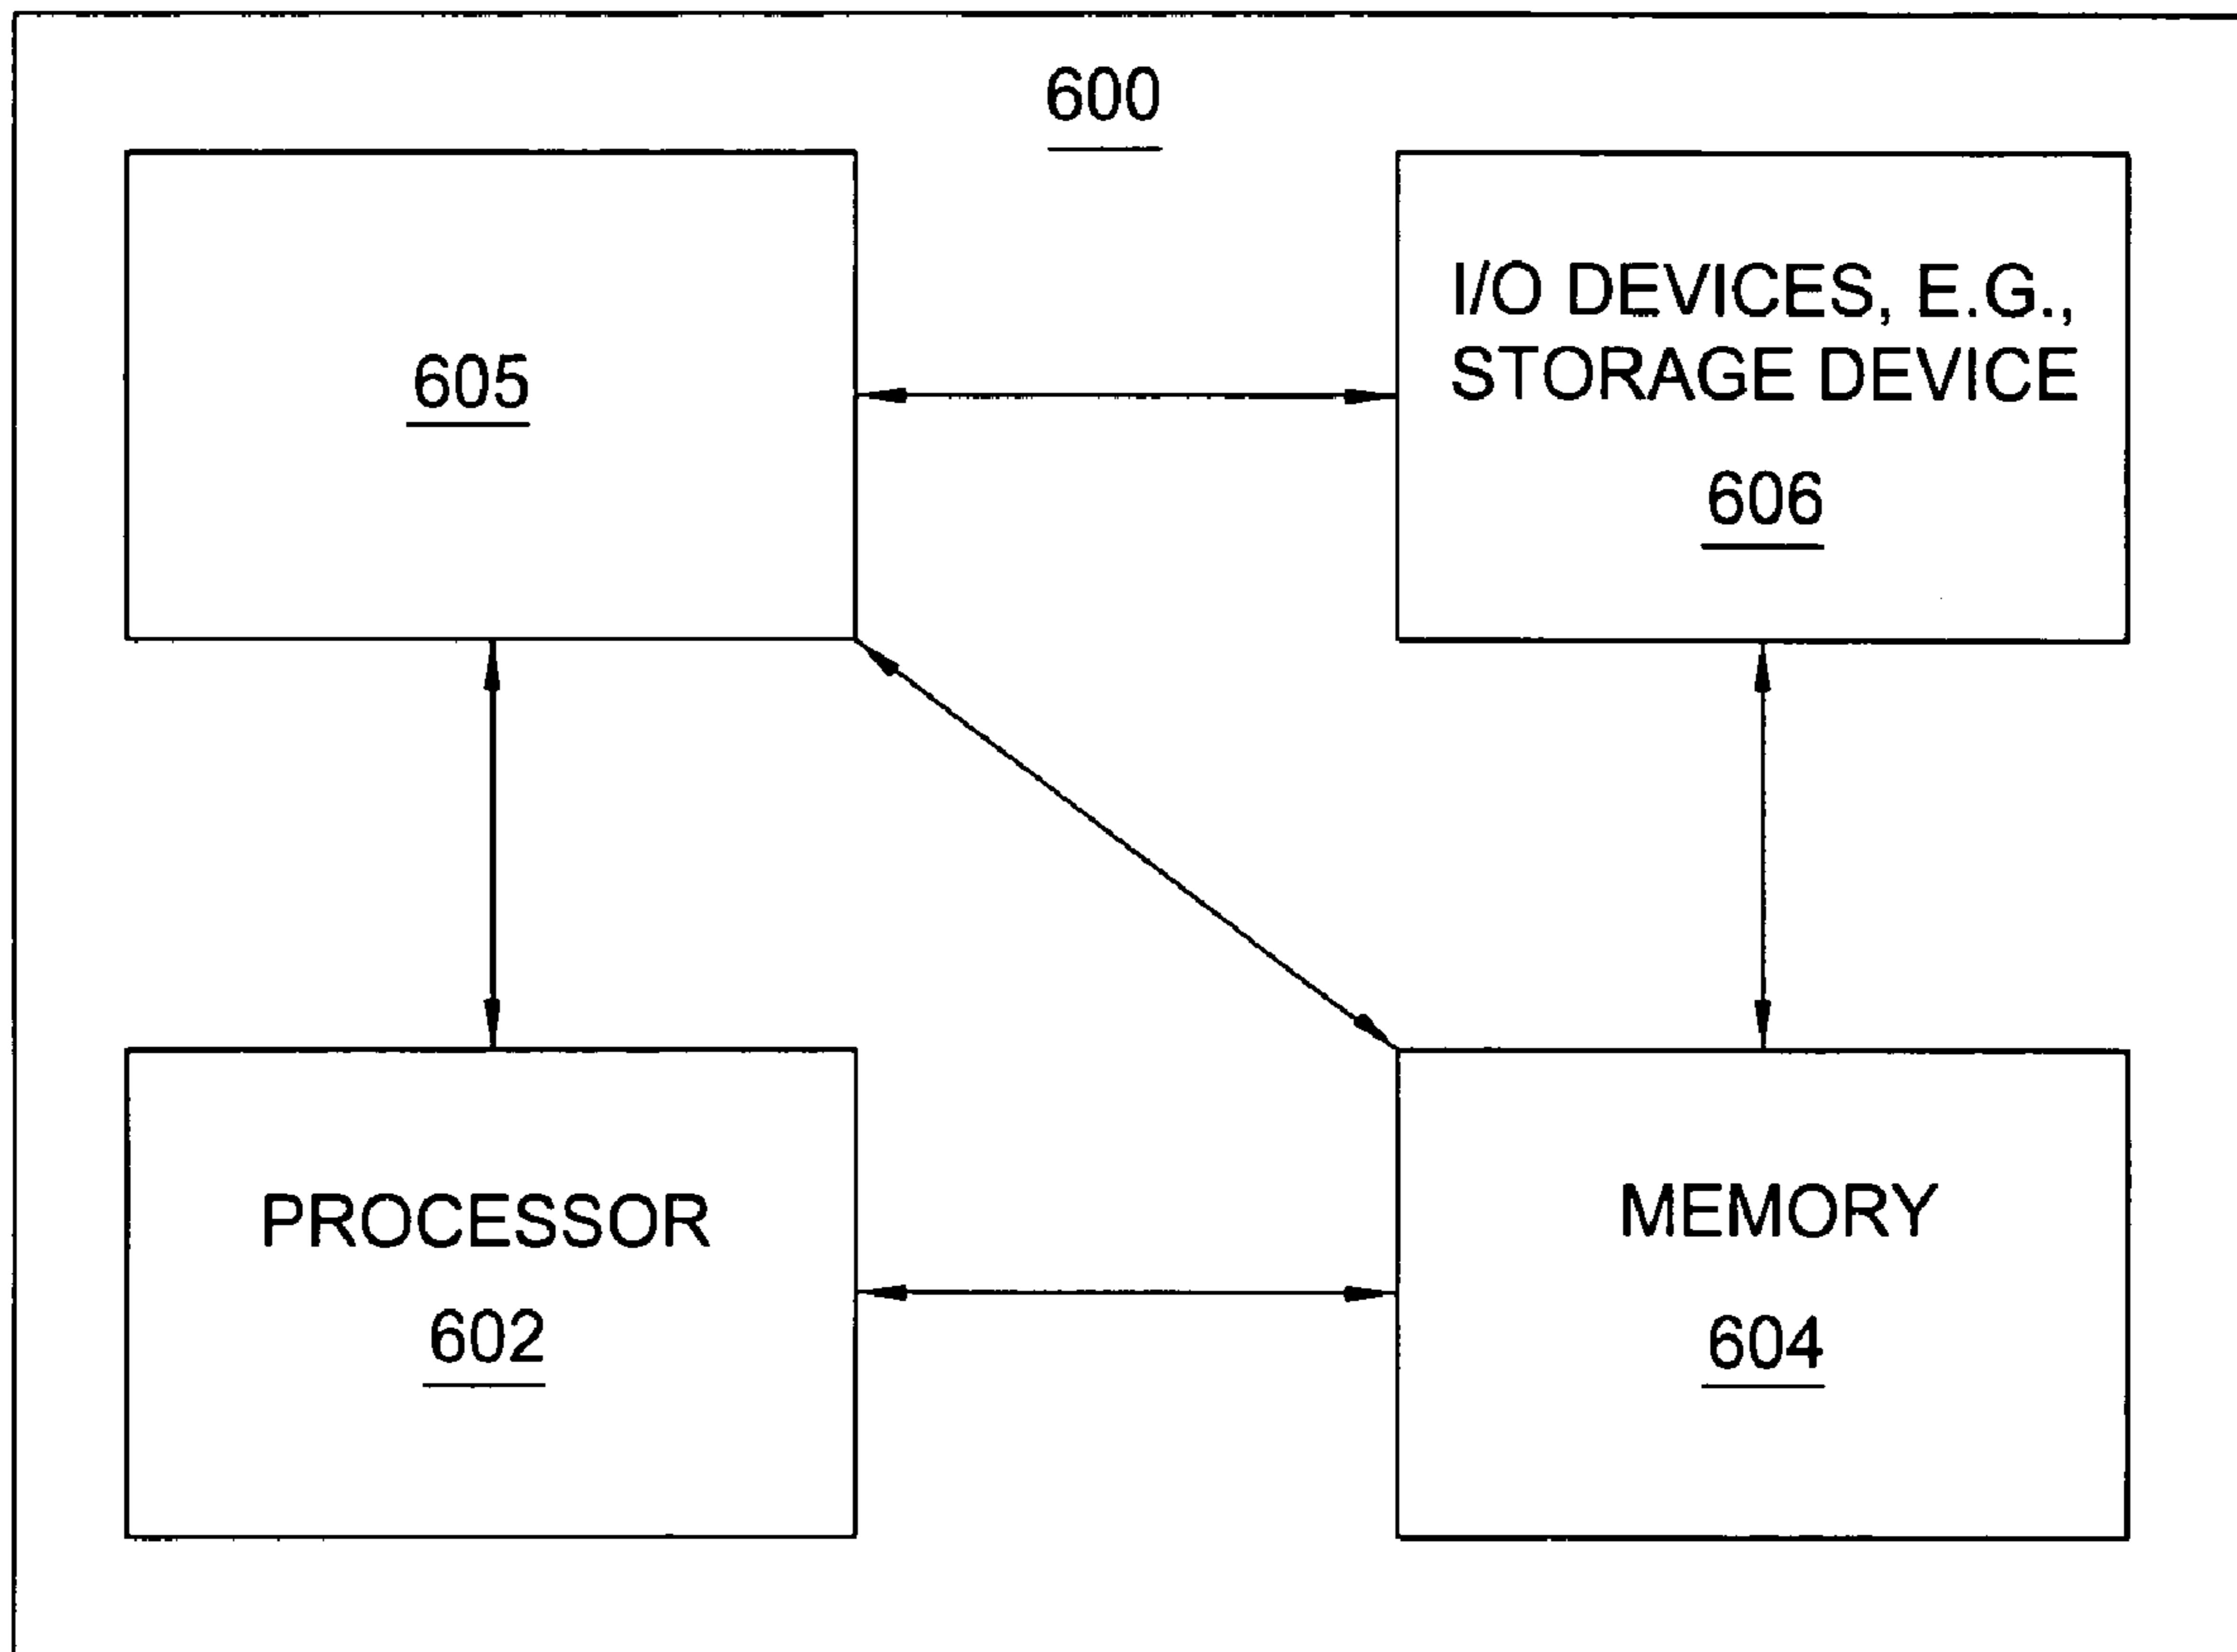 600
605
I/O DEVICES, E.G.,
STORAGE DEVICE
606
PROCESSOR
602
MEMORY
604